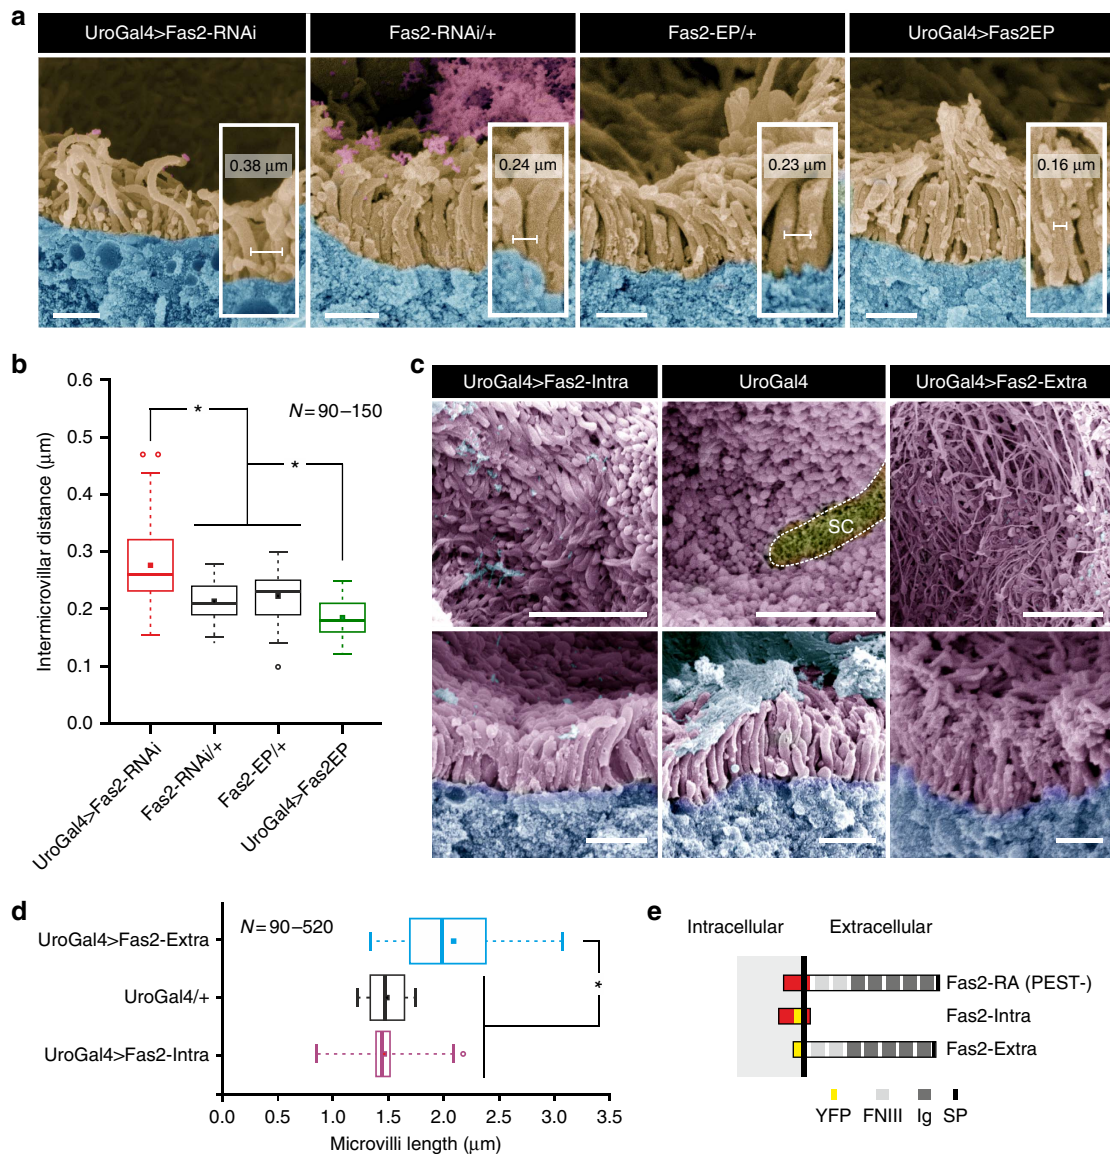 a
UroGal4>Fas2-RNAi
Fas2-RNAi/+
Fas2-EP/+
UroGal4>Fas2EP
0.38 µm
0.24 µm
0.23 µm
0.16 µm
b
Intermicrovillar distance (µm)
0.6
0.5
0.4
0.3
0.2
0.1
0.0
N=90–150
*
*
UroGal4>Fas2-RNAi
Fas2-RNAi/+
Fas2-EP/+
UroGal4>Fas2EP
c
UroGal4>Fas2-Intra
UroGal4
UroGal4>Fas2-Extra
SC
d
N=90–520
UroGal4>Fas2-Extra
UroGal4/+
UroGal4>Fas2-Intra
*
0.0 0.5 1.0 1.5 2.0 2.5 3.0 3.5
Microvilli length (µm)
e
Intracellular Extracellular
Fas2-RA (PEST-)
Fas2-Intra
Fas2-Extra
YFP FNIII Ig SP